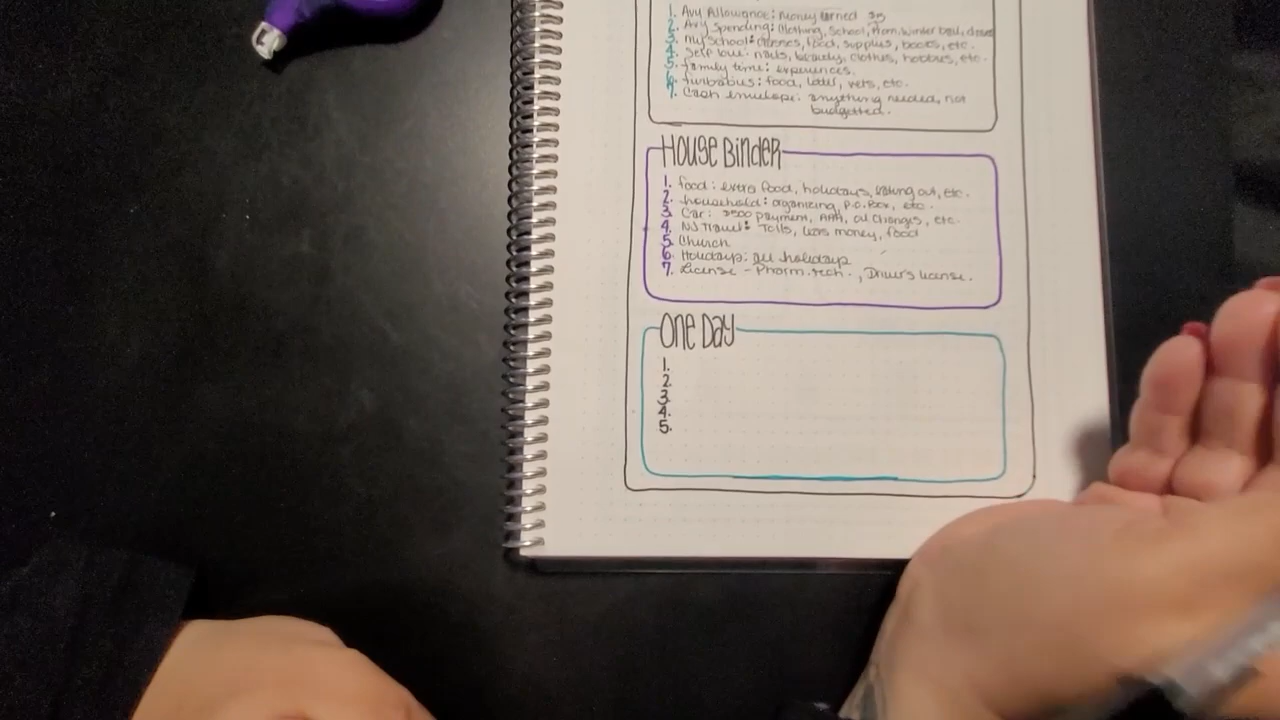 1. Avy Allowance: money earned
2. Avy Spending: Clothing, School, Prom, Winter ball, dress
3. My School: classes, food, supplies, books, etc.
4. Self love: nails, beauty, clothes, hobbies, etc.
5. family time: experiences.
6. furbabys: food, litter, vets, etc.
7. Cash envelope: anything needed, not
budgetted.
House Binder
1. food: extra food, holidays, eating out, etc.
2. household: organizing, P.O. Box, etc.
3. Car: payment, AAA, oil changes, etc.
4. NJ Travel: Tolls, money, food
5. Church
6. Holidays: all holidays
7. License - Pharm.tech., Drivers license.
One Day
1.
2.
3.
4.
5.